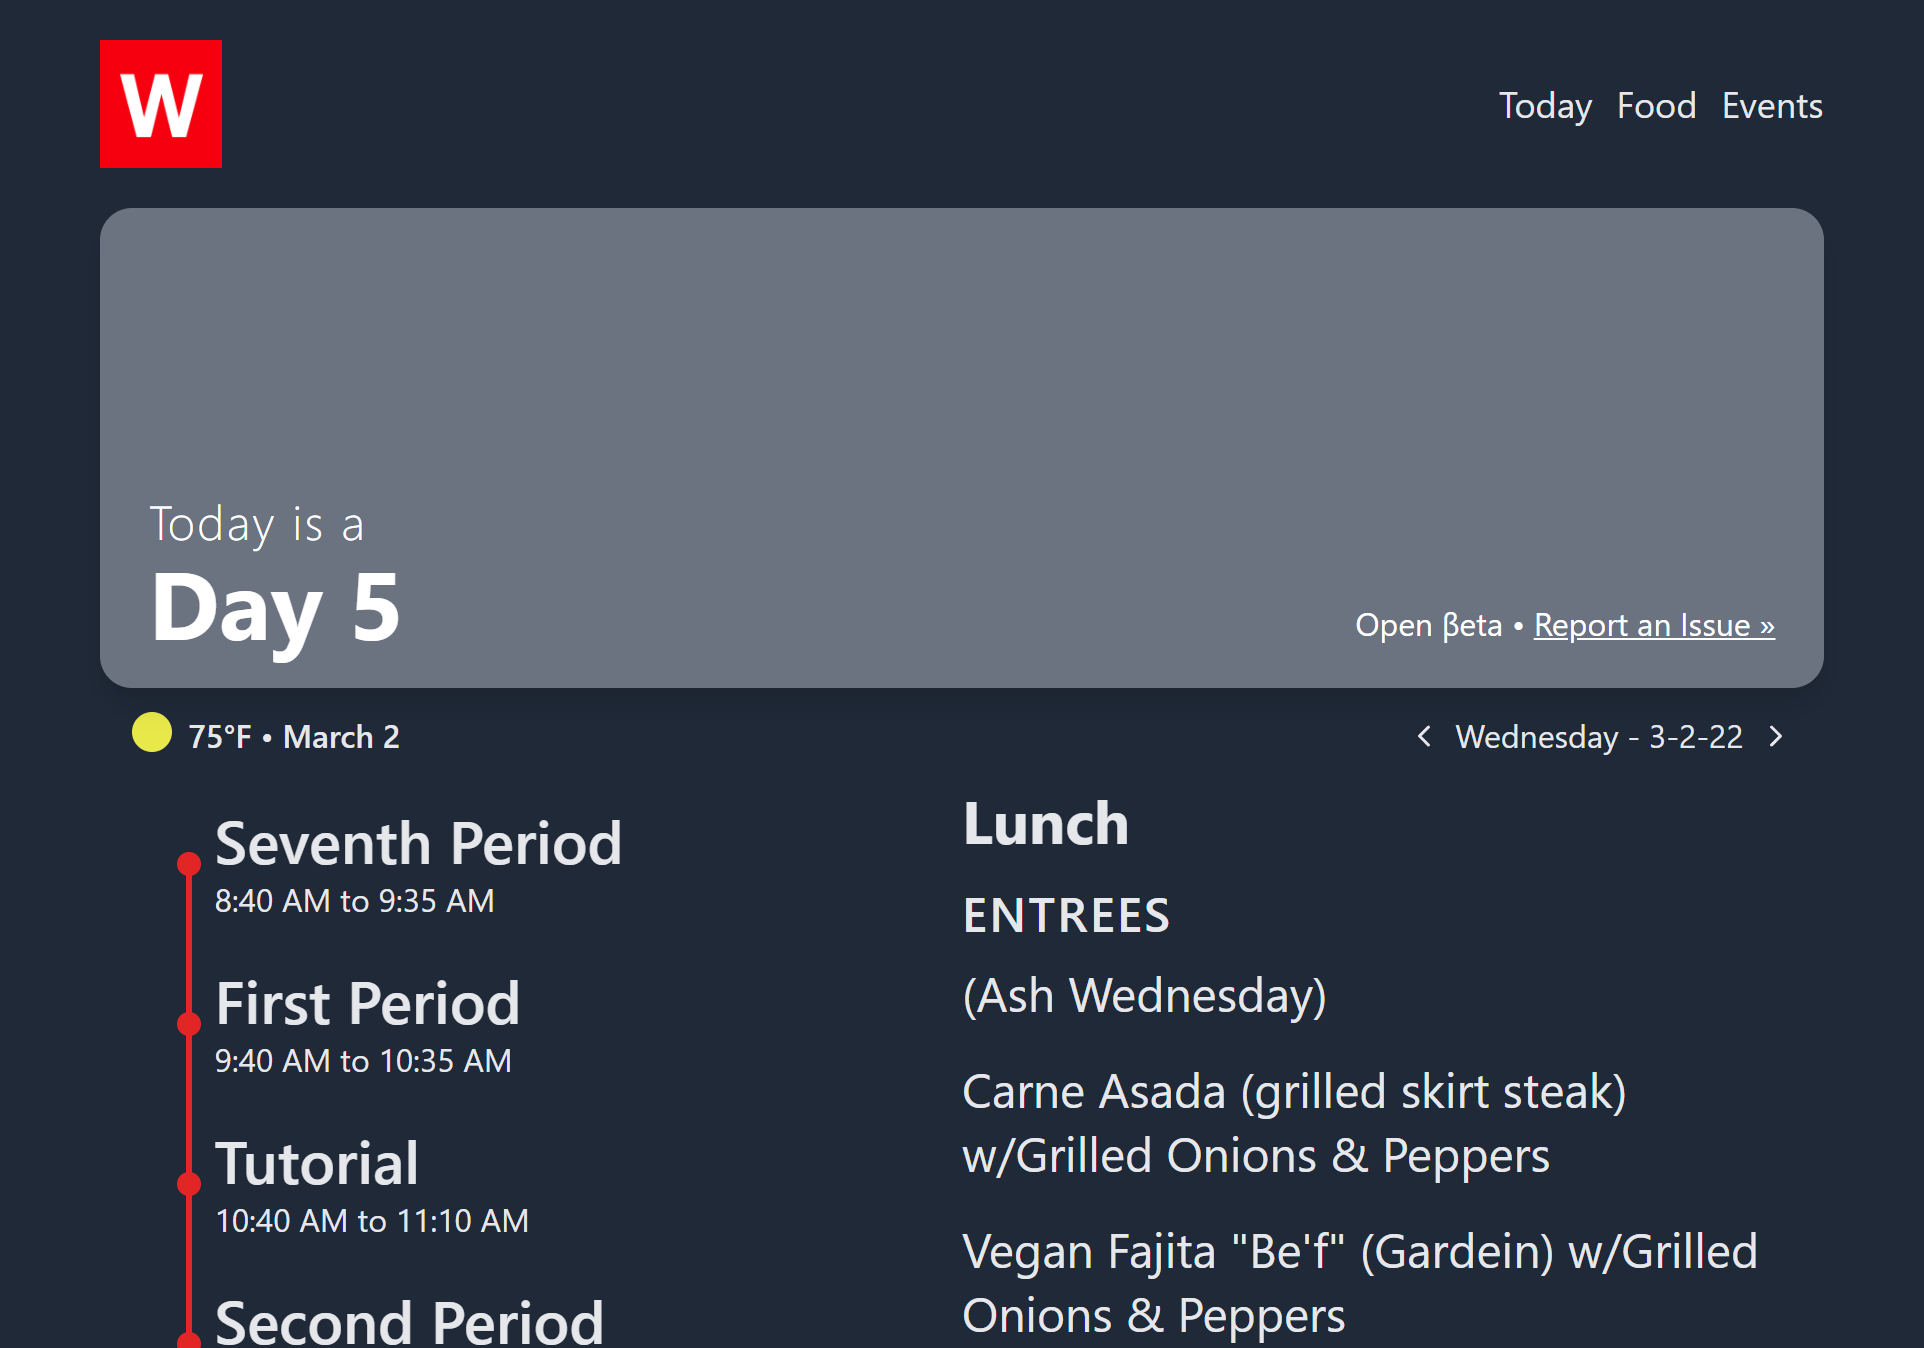 W
Today Food Events
Today is a
Day 5
Open βeta • Report an Issue »
75°F • March 2
Wednesday - 3-2-22
Seventh Period
8:40 AM to 9:35 AM
First Period
9:40 AM to 10:35 AM
Tutorial
10:40 AM to 11:10 AM
Second Period
Lunch
ENTREES
(Ash Wednesday)
Carne Asada (grilled skirt steak)
w/Grilled Onions & Peppers
Vegan Fajita "Be'f" (Gardein) w/Grilled
Onions & Peppers